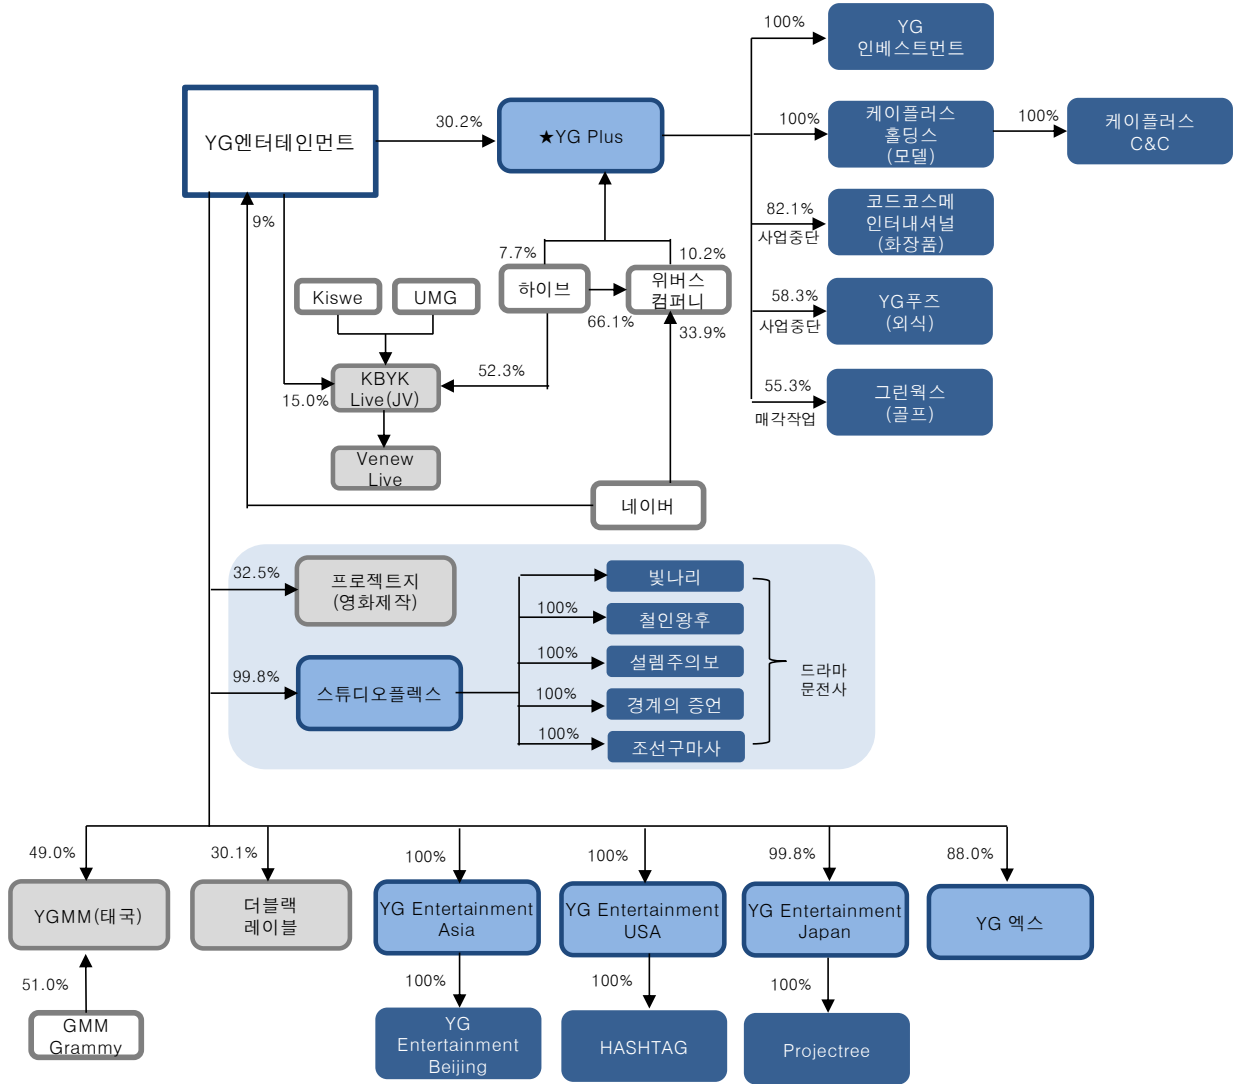 100%
YG
인베스트먼트
YG엔터테인먼트
30.2%
★YG Plus
100%
케이플러스
홀딩스
(모델)
100%
케이플러스
C&C
9%
82.1%
사업중단
코드코스메
인터내셔널
(화장품)
7.7%
10.2%
하이브
위버스
컴퍼니
66.1%
33.9%
Kiswe
UMG
58.3%
사업중단
YG푸즈
(외식)
15.0%
KBYK
Live(JV)
52.3%
55.3%
매각작업
그린웍스
(골프)
Venew
Live
네이버
32.5%
프로젝트지
(영화제작)
99.8%
스튜디오플렉스
빛나리
100%
철인왕후
100%
설렘주의보
100%
경계의 증언
100%
조선구마사
드라마
문전사
49.0%
YGMM(태국)
51.0%
GMM
Grammy
30.1%
더블랙
레이블
100%
YG Entertainment
Asia
100%
YG
Entertainment
Beijing
100%
YG Entertainment
USA
100%
HASHTAG
99.8%
YG Entertainment
Japan
100%
Projectree
88.0%
YG 엑스